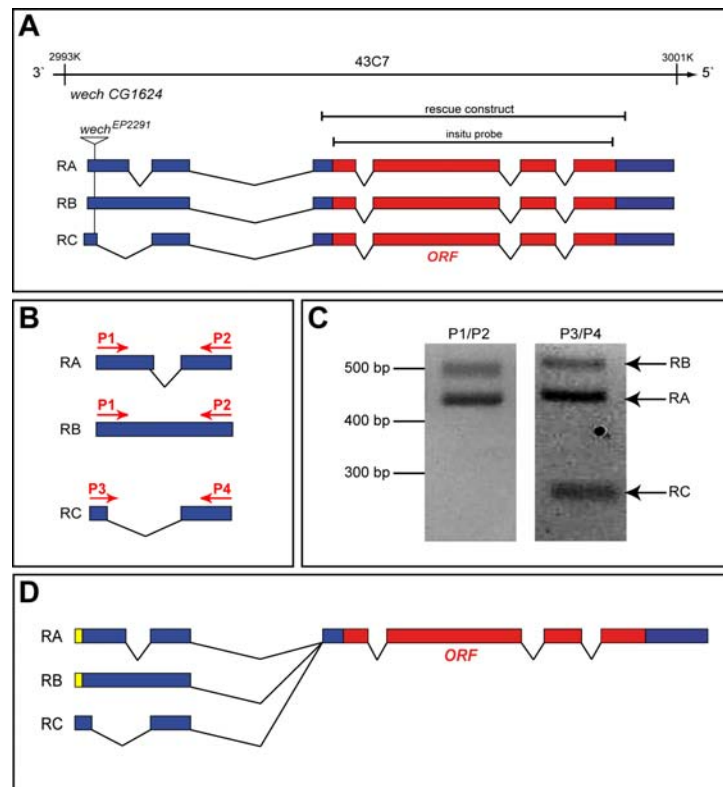 A
2993K
43C7
3001K
3`
5`
wech CG1624
rescue construct
wech EP2291
insitu probe
RA
RB
RC
ORF
B
P1 P2
RA
P1 P2
RB
P3 P4
RC
C
P1/P2 P3/P4
500 bp
RB
RA
400 bp
300 bp
RC
D
RA
ORF
RB
RC